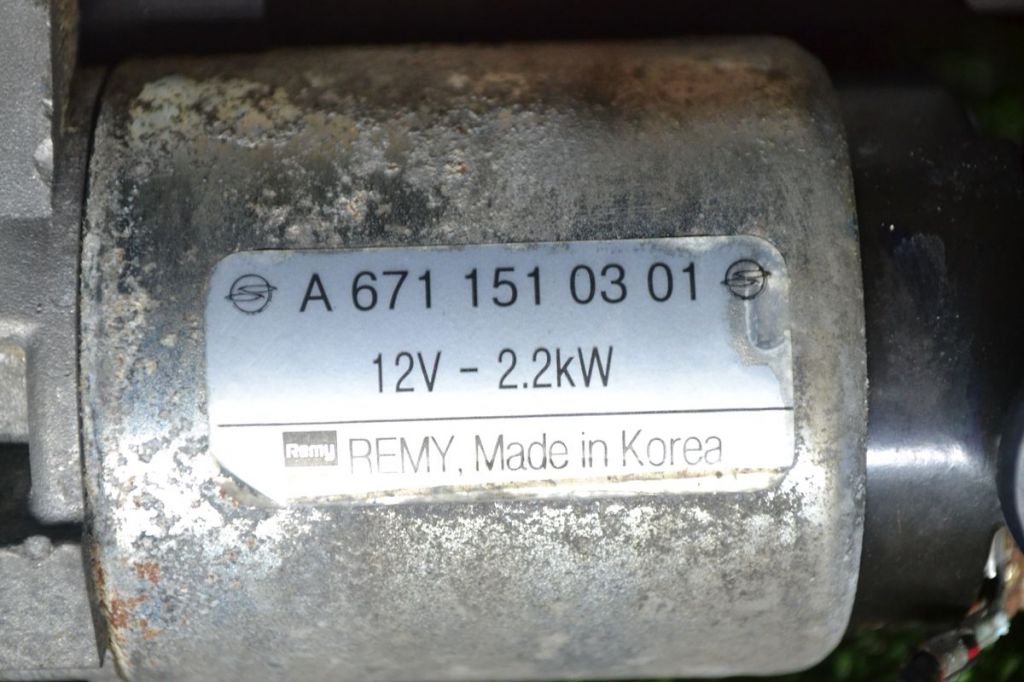 A 671 151 03 01
12V - 2.2kW
Remy REMY, Made in Korea